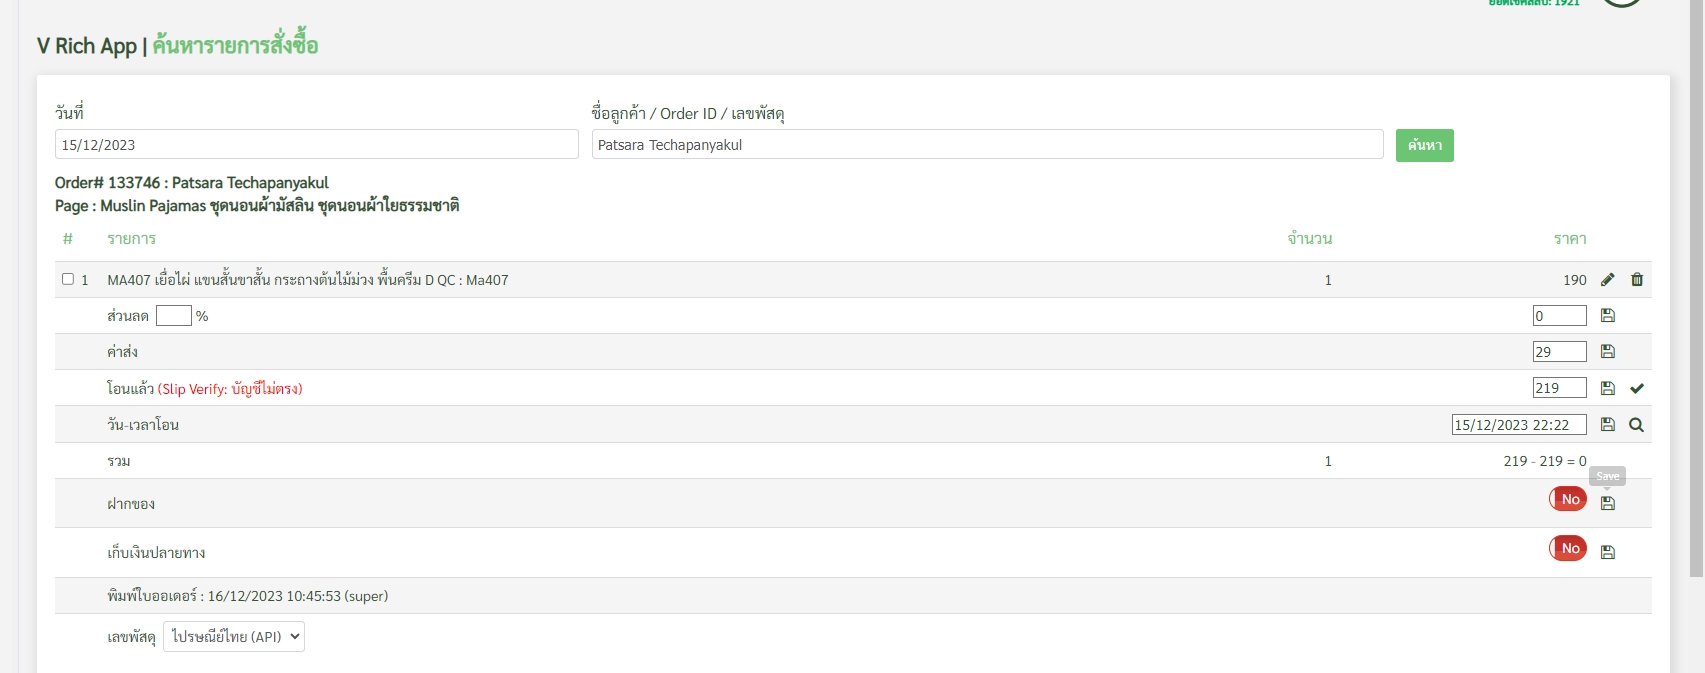 ยอดเช็คสลิป: 1921
V Rich App | ค้นหารายการสั่งซื้อ
วันที่ ชื่อลูกค้า / Order ID / เลขพัสดุ
15/12/2023 Patsara Techapanyakul ค้นหา
Order# 133746 : Patsara Techapanyakul
Page : Muslin Pajamas ชุดนอนผ้ามัสลิน ชุดนอนผ้าใยธรรมชาติ
# รายการ จำนวน ราคา
1 MA407 เยื่อไผ่ แขนสั้นขาสั้น กระถางต้นไม้ม่วง พื้นครีม D QC : Ma407 1 190
ส่วนลด % 0
ค่าส่ง 29
โอนแล้ว (Slip Verify: บัญชีไม่ตรง) 219
วัน-เวลาโอน 15/12/2023 22:22
รวม 1 219 - 219 = 0
Save
ฝากของ No
เก็บเงินปลายทาง No
พิมพ์ใบออเดอร์ : 16/12/2023 10:45:53 (super)
เลขพัสดุ ไปรษณีย์ไทย (API)